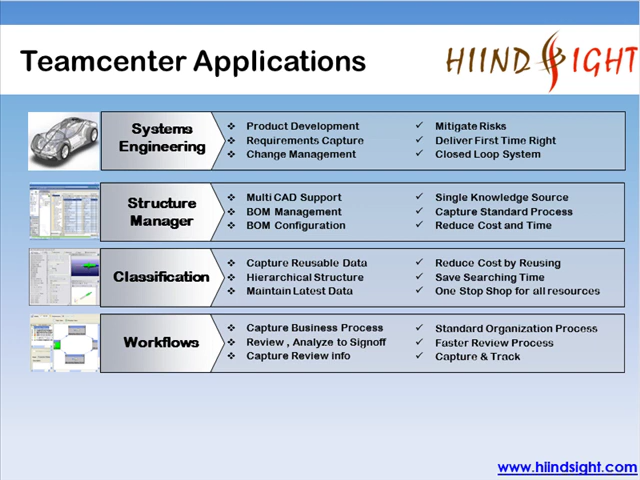 Teamcenter Applications
HIINDSIGHT
Systems
Engineering
❖ Product Development
❖ Requirements Capture
❖ Change Management
✓ Mitigate Risks
✓ Deliver First Time Right
✓ Closed Loop System
Structure
Manager
❖ Multi CAD Support
❖ BOM Management
❖ BOM Configuration
✓ Single Knowledge Source
✓ Capture Standard Process
✓ Reduce Cost and Time
Classification
❖ Capture Reusable Data
❖ Hierarchical Structure
❖ Maintain Latest Data
✓ Reduce Cost by Reusing
✓ Save Searching Time
✓ One Stop Shop for all resources
Workflows
❖ Capture Business Process
❖ Review , Analyze to Signoff
❖ Capture Review info
✓ Standard Organization Process
✓ Faster Review Process
✓ Capture & Track
www.hiindsight.com